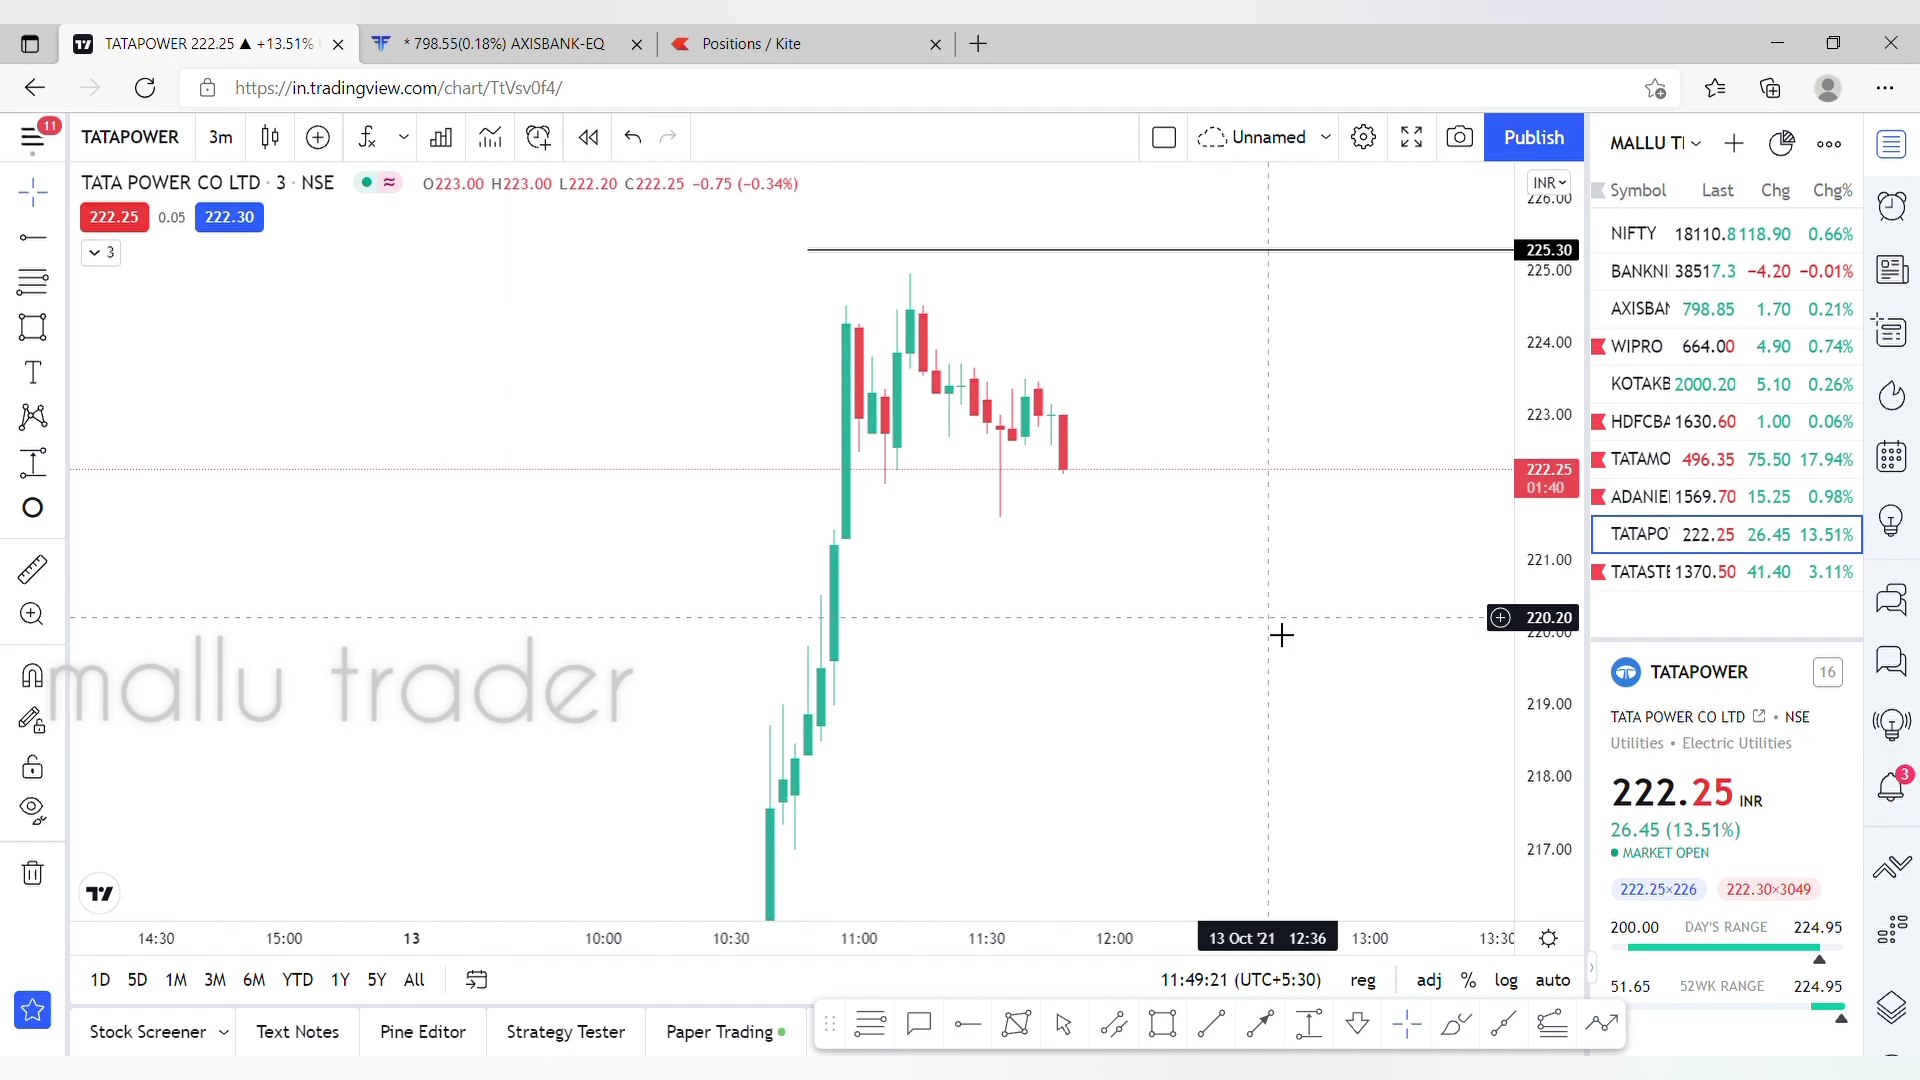 TATAPOWER 222.25 ▲ +13.51%
* 798.55(0.18%) AXISBANK-EQ
Positions / Kite
https://in.tradingview.com/chart/TtVsv0f4/
11
TATAPOWER 3m
Unnamed
Publish
TATA POWER CO LTD · 3 · NSE
O223.00 H223.00 L222.20 C222.25 −0.75 (−0.34%)
222.25 0.05 222.30
3
INR
226.00
225.30
225.00
224.00
223.00
222.25
01:40
221.00
220.20
220.00
219.00
218.00
217.00
mallu trader
14:30 15:00 13 10:00 10:30 11:00 11:30 12:00 13 Oct '21 12:36 13:00 13:30
1D 5D 1M 3M 6M YTD 1Y 5Y All
11:49:21 (UTC+5:30) reg adj % log auto
Stock Screener Text Notes Pine Editor Strategy Tester Paper Trading
MALLU
Symbol Last Chg Chg%
NIFTY 18110.8 118.90 0.66%
BANKNI 38517.3 −4.20 −0.01%
AXISBAN 798.85 1.70 0.21%
WIPRO 664.00 4.90 0.74%
KOTAKB 2000.20 5.10 0.26%
HDFCBA 1630.60 1.00 0.06%
TATAMO 496.35 75.50 17.94%
ADANIE 1569.70 15.25 0.98%
TATAPO 222.25 26.45 13.51%
TATASTE 1370.50 41.40 3.11%
TATAPOWER 16
TATA POWER CO LTD • NSE
Utilities • Electric Utilities
222.25 INR
26.45 (13.51%)
MARKET OPEN
222.25×226 222.30×3049
200.00 DAY'S RANGE 224.95
51.65 52WK RANGE 224.95
3